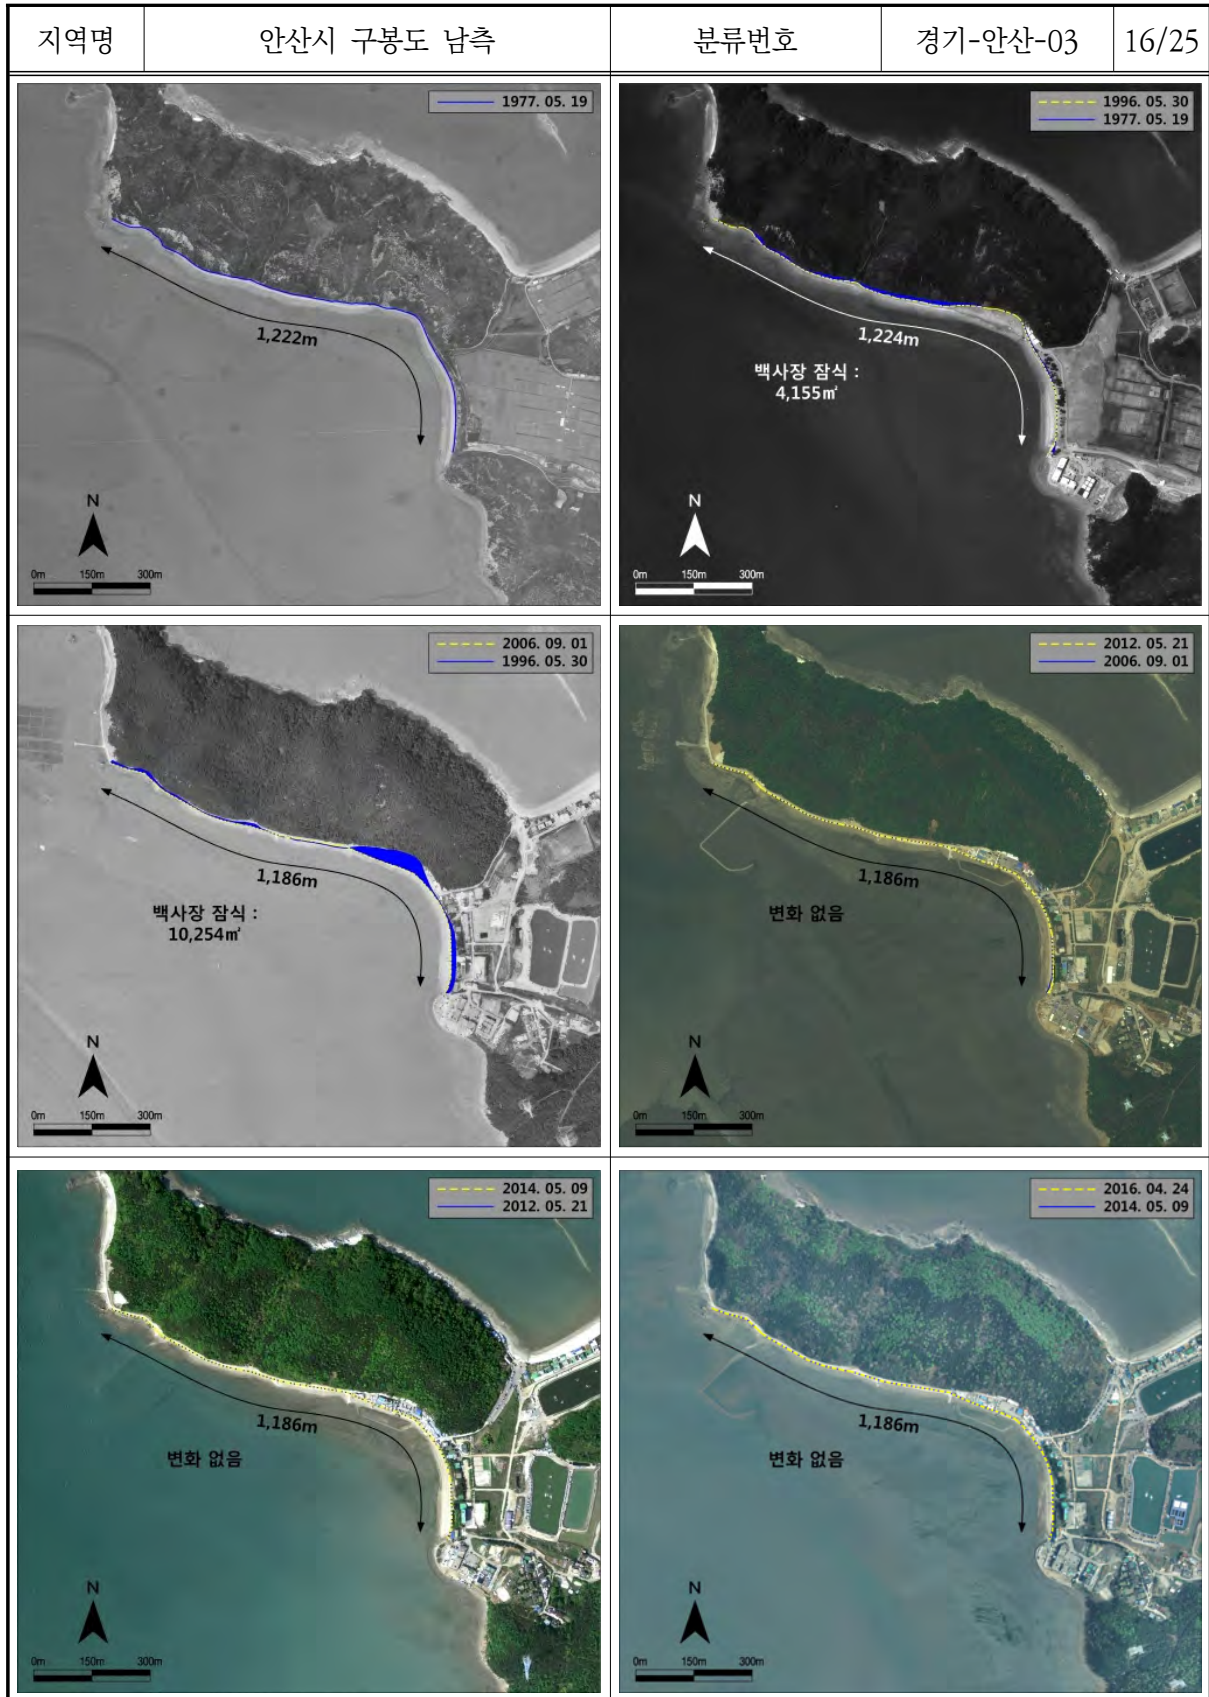 지역명 안산시 구봉도 남측 분류번호 경기-안산-03 16/25
1977. 05. 19
1,222m
N
0m 150m 300m
1996. 05. 30
1977. 05. 19
1,224m
백사장 잠식 :
4,155㎡
N
0m 150m 300m
2006. 09. 01
1996. 05. 30
1,186m
백사장 잠식 :
10,254㎡
N
0m 150m 300m
2012. 05. 21
2006. 09. 01
1,186m
변화 없음
N
0m 150m 300m
2014. 05. 09
2012. 05. 21
1,186m
변화 없음
N
0m 150m 300m
2016. 04. 24
2014. 05. 09
1,186m
변화 없음
N
0m 150m 300m